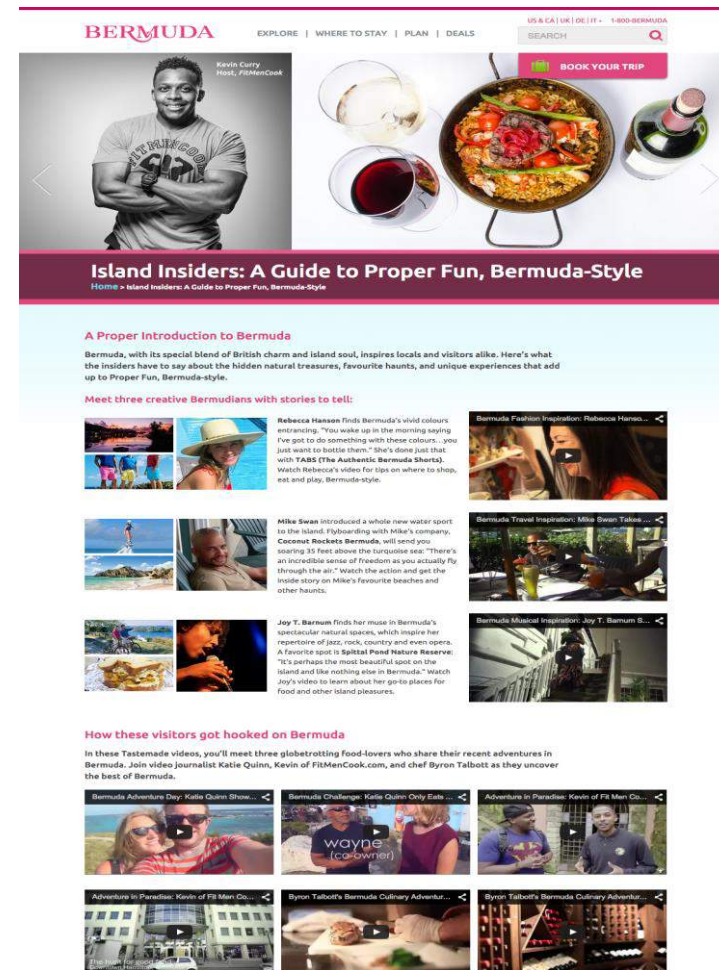 US & CA | UK | DE | IT • 1-800-BERMUDA
BERMUDA
EXPLORE | WHERE TO STAY | PLAN | DEALS
SEARCH
BOOK YOUR TRIP
Kevin Curry
Host, FitMenCook
FITMENCOOK
Island Insiders: A Guide to Proper Fun, Bermuda-Style
Home > Island Insiders: A Guide to Proper Fun, Bermuda-Style
A Proper Introduction to Bermuda
Bermuda, with its special blend of British charm and island soul, inspires locals and visitors alike. Here's what
the insiders have to say about the hidden natural treasures, favourite haunts, and unique experiences that add
up to Proper Fun, Bermuda-style.
Meet three creative Bermudians with stories to tell:
Rebecca Hanson finds Bermuda's vivid colours
entrancing. "You wake up in the morning saying
I've got to do something with these colours…you
just want to bottle them." She's done just that
with TABS (The Authentic Bermuda Shorts).
Watch Rebecca's video for tips on where to shop,
eat and play, Bermuda-style.
Bermuda Fashion Inspiration: Rebecca Hanso...
Mike Swan introduced a whole new water sport
to the island. Flyboarding with Mike's company,
Coconut Rockets Bermuda, will send you
soaring 35 feet above the turquoise sea: "There's
an incredible sense of freedom as you actually fly
through the air." Watch the action and get the
inside story on Mike's favourite beaches and
other haunts.
Bermuda Travel Inspiration: Mike Swan Takes ...
Joy T. Barnum finds her muse in Bermuda's
spectacular natural spaces, which inspire her
repertoire of jazz, rock, country and even opera.
A favorite spot is Spittal Pond Nature Reserve:
"It's perhaps the most beautiful spot on the
island and like nothing else in Bermuda." Watch
Joy's video to learn about her go-to places for
food and other island pleasures.
Bermuda Musical Inspiration: Joy T. Barnum S...
How these visitors got hooked on Bermuda
In these Tastemade videos, you'll meet three globetrotting food-lovers who share their recent adventures in
Bermuda. Join video journalist Katie Quinn, Kevin of FitMenCook.com, and chef Byron Talbott as they uncover
the best of Bermuda.
Bermuda Adventure Day: Katie Quinn Show...
Bermuda Challenge: Katie Quinn Only Eats ...
wayne
(co-owner)
Adventure in Paradise: Kevin of Fit Men Co...
Adventure in Paradise: Kevin of Fit Men Co...
The hunt for good food
Downtown Hamilton
Byron Talbott's Bermuda Culinary Adventur...
Byron Talbott's Bermuda Culinary Adventur...